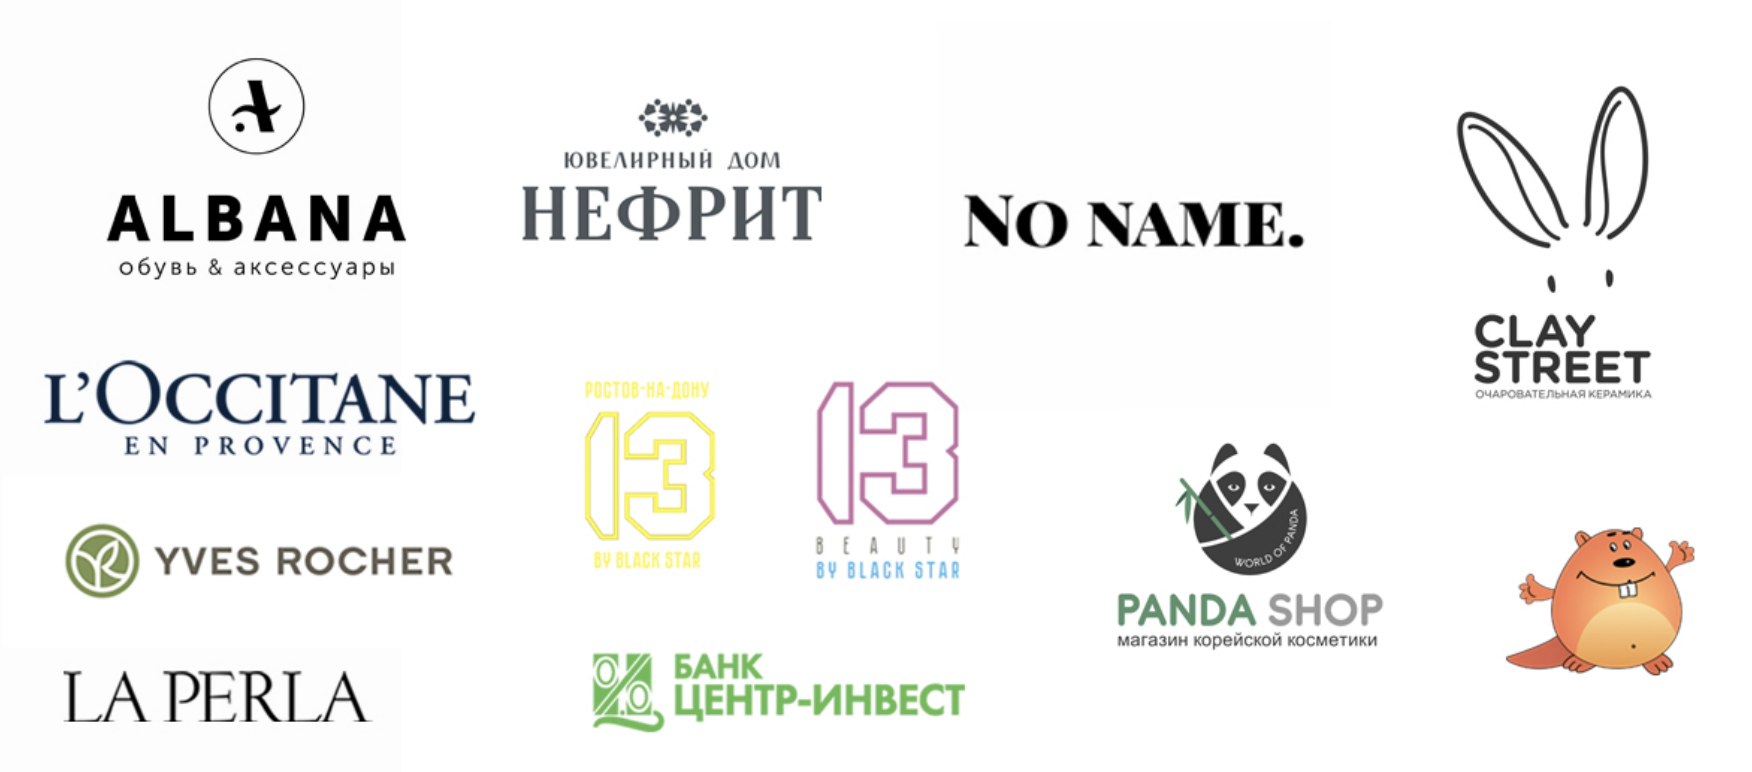 ALBANA
обувь & аксессуары
ЮВЕЛИРНЫЙ ДОМ
НЕФРИТ
NO NAME.
CLAY
STREET
ОЧАРОВАТЕЛЬНАЯ КЕРАМИКА
L'OCCITANE
EN PROVENCE
РОСТОВ-НА-ДОНУ
13
BY BLACK STAR
13
BEAUTY
BY BLACK STAR
WORLD OF PANDA
PANDA SHOP
магазин корейской косметики
YVES ROCHER
LA PERLA
БАНК
ЦЕНТР-ИНВЕСТ